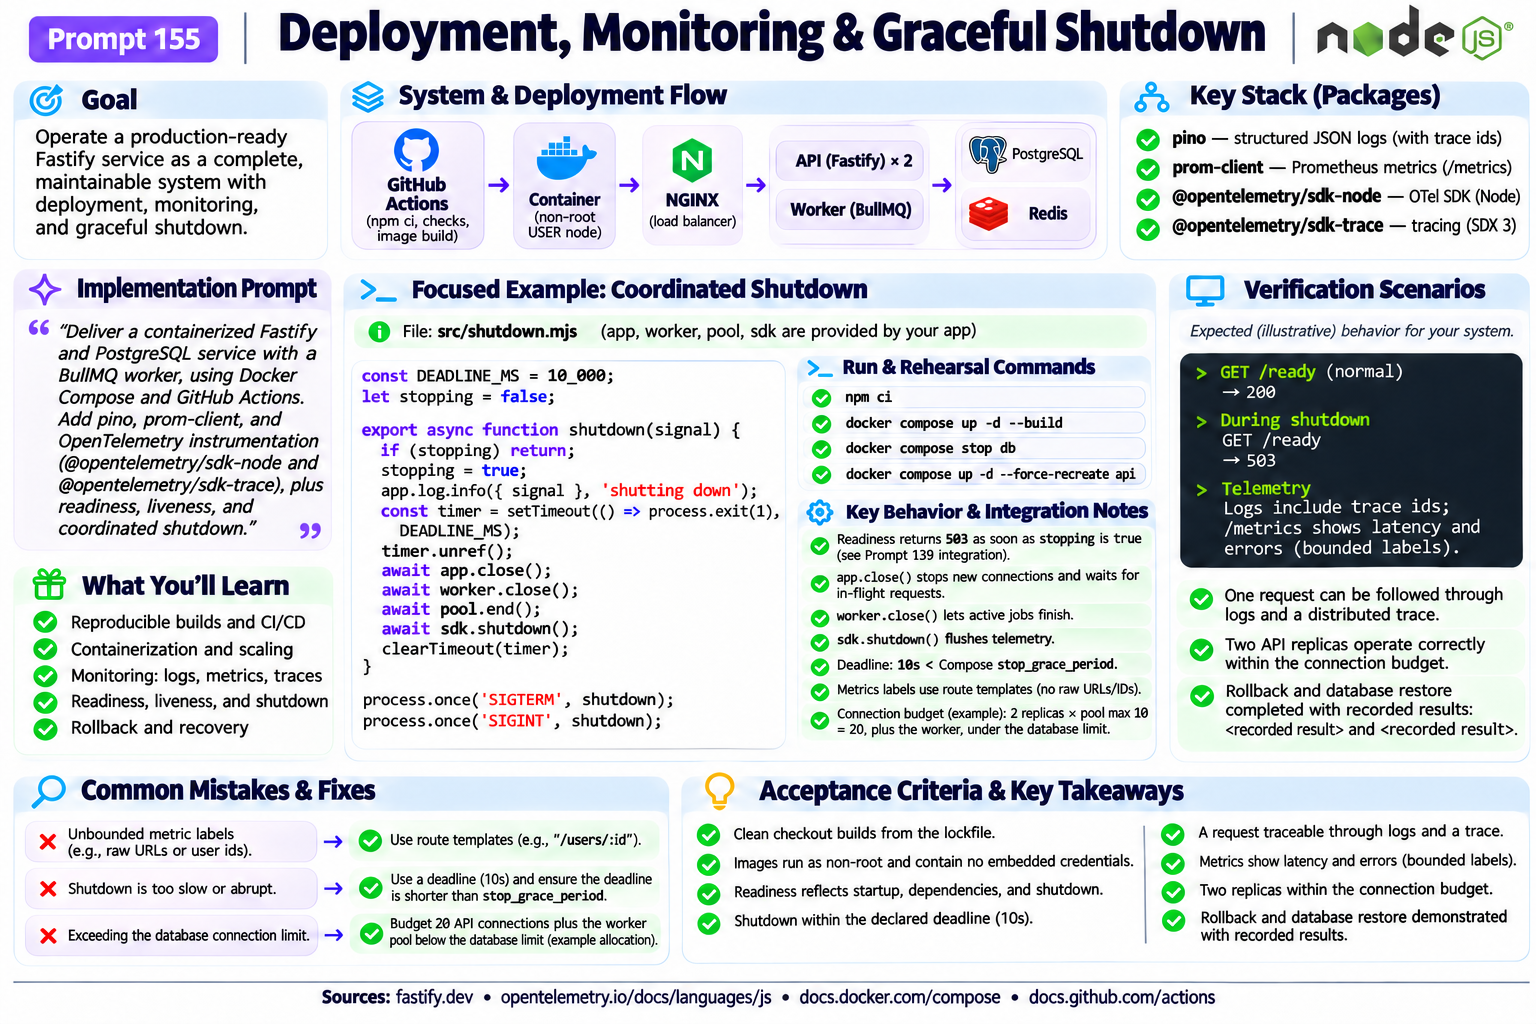 Prompt 155
Deployment, Monitoring & Graceful Shutdown
node
JS
®
Goal
Operate a production-ready
Fastify service as a complete,
maintainable system with
deployment, monitoring,
and graceful shutdown.
System & Deployment Flow
GitHub
Actions
(npm ci, checks,
image build)
Container
(non-root
USER node)
NGINX
(load balancer)
API (Fastify) × 2
Worker (BullMQ)
PostgreSQL
Redis
Key Stack (Packages)
pino — structured JSON logs (with trace ids)
prom-client — Prometheus metrics (/metrics)
@opentelemetry/sdk-node — OTel SDK (Node)
@opentelemetry/sdk-trace — tracing (SDX 3)
Implementation Prompt
“ “Deliver a containerized Fastify
and PostgreSQL service with a
BullMQ worker, using Docker
Compose and GitHub Actions.
Add pino, prom-client, and
OpenTelemetry instrumentation
(@opentelemetry/sdk-node and
@opentelemetry/sdk-trace), plus
readiness, liveness, and
coordinated shutdown.” ”
What You’ll Learn
Reproducible builds and CI/CD
Containerization and scaling
Monitoring: logs, metrics, traces
Readiness, liveness, and shutdown
Rollback and recovery
>_ Focused Example: Coordinated Shutdown
File: src/shutdown.mjs (app, worker, pool, sdk are provided by your app)
const DEADLINE_MS = 10_000;
let stopping = false;
export async function shutdown(signal) {
if (stopping) return;
stopping = true;
app.log.info({ signal }, 'shutting down');
const timer = setTimeout(() => process.exit(1),
DEADLINE_MS);
timer.unref();
await app.close();
await worker.close();
await pool.end();
await sdk.shutdown();
clearTimeout(timer);
}
process.once('SIGTERM', shutdown);
process.once('SIGINT', shutdown);
>_ Run & Rehearsal Commands
npm ci
docker compose up -d --build
docker compose stop db
docker compose up -d --force-recreate api
Key Behavior & Integration Notes
Readiness returns 503 as soon as stopping is true
(see Prompt 139 integration).
app.close() stops new connections and waits for
in-flight requests.
worker.close() lets active jobs finish.
sdk.shutdown() flushes telemetry.
Deadline: 10s < Compose stop_grace_period.
Metrics labels use route templates (no raw URLs/IDs).
Connection budget (example): 2 replicas × pool max 10
= 20, plus the worker, under the database limit.
Verification Scenarios
Expected (illustrative) behavior for your system.
> GET /ready (normal)
→ 200
> During shutdown
GET /ready
→ 503
> Telemetry
Logs include trace ids;
/metrics shows latency and
errors (bounded labels).
One request can be followed through
logs and a distributed trace.
Two API replicas operate correctly
within the connection budget.
Rollback and database restore
completed with recorded results:
<recorded result> and <recorded result>.
Common Mistakes & Fixes
Unbounded metric labels
(e.g., raw URLs or user ids).
Use route templates (e.g., “/users/:id”).
Shutdown is too slow or abrupt.
Use a deadline (10s) and ensure the deadline
is shorter than stop_grace_period.
Exceeding the database connection limit.
Budget 20 API connections plus the worker
pool below the database limit (example allocation).
Acceptance Criteria & Key Takeaways
Clean checkout builds from the lockfile.
Images run as non-root and contain no embedded credentials.
Readiness reflects startup, dependencies, and shutdown.
Shutdown within the declared deadline (10s).
A request traceable through logs and a trace.
Metrics show latency and errors (bounded labels).
Two replicas within the connection budget.
Rollback and database restore demonstrated
with recorded results.
Sources: fastify.dev • opentelemetry.io/docs/languages/js • docs.docker.com/compose • docs.github.com/actions